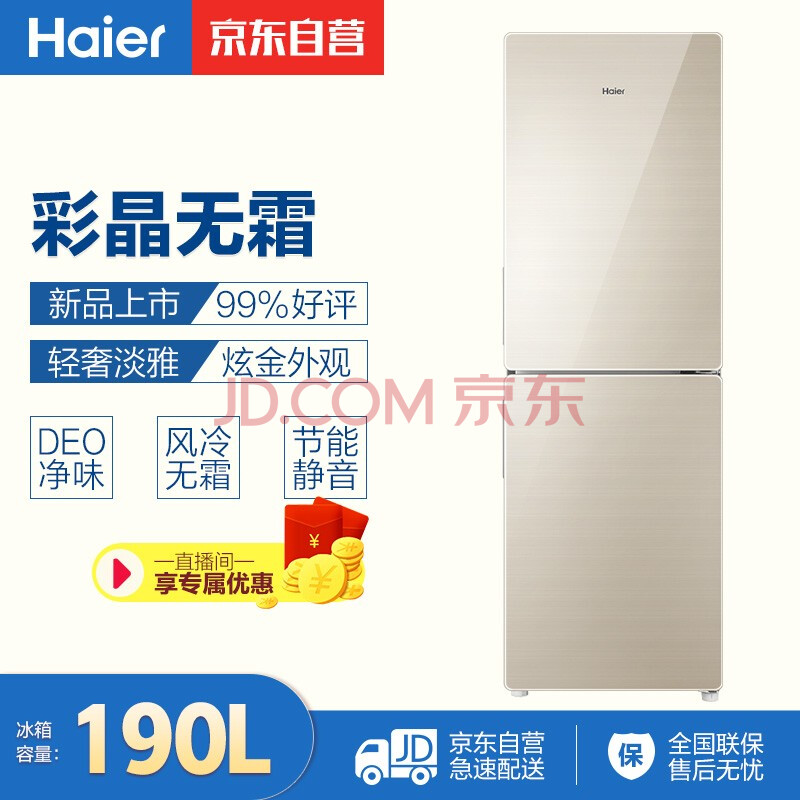 Haier 京东自营
Haier
彩晶无霜
新品上市 99%好评
轻奢淡雅 炫金外观
JD.COM 京东
DEO 风冷 节能
净味 无霜 静音
¥
直播间
享专属优惠
¥
冰箱
容量:
190L
JD
京东自营
急速配送
保
全国联保
售后无忧